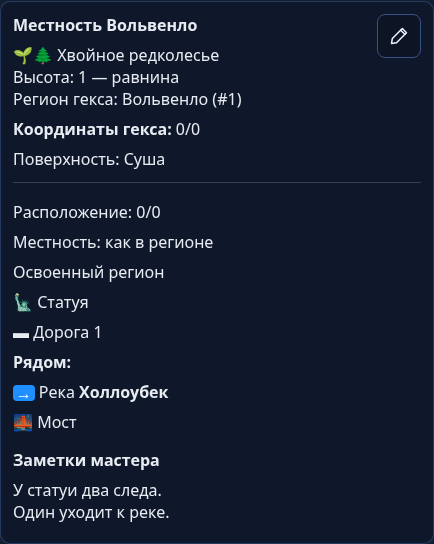 Местность Вольвенло
🌱🌲 Хвойное редколесье
Высота: 1 — равнина
Регион гекса: Вольвенло (#1)
Координаты гекса: 0/0
Поверхность: Суша
Расположение: 0/0
Местность: как в регионе
Освоенный регион
🗽 Статуя
▬ Дорога 1
Рядом:
→ Река Холлоубек
🌉 Мост
Заметки мастера
У статуи два следа.
Один уходит к реке.